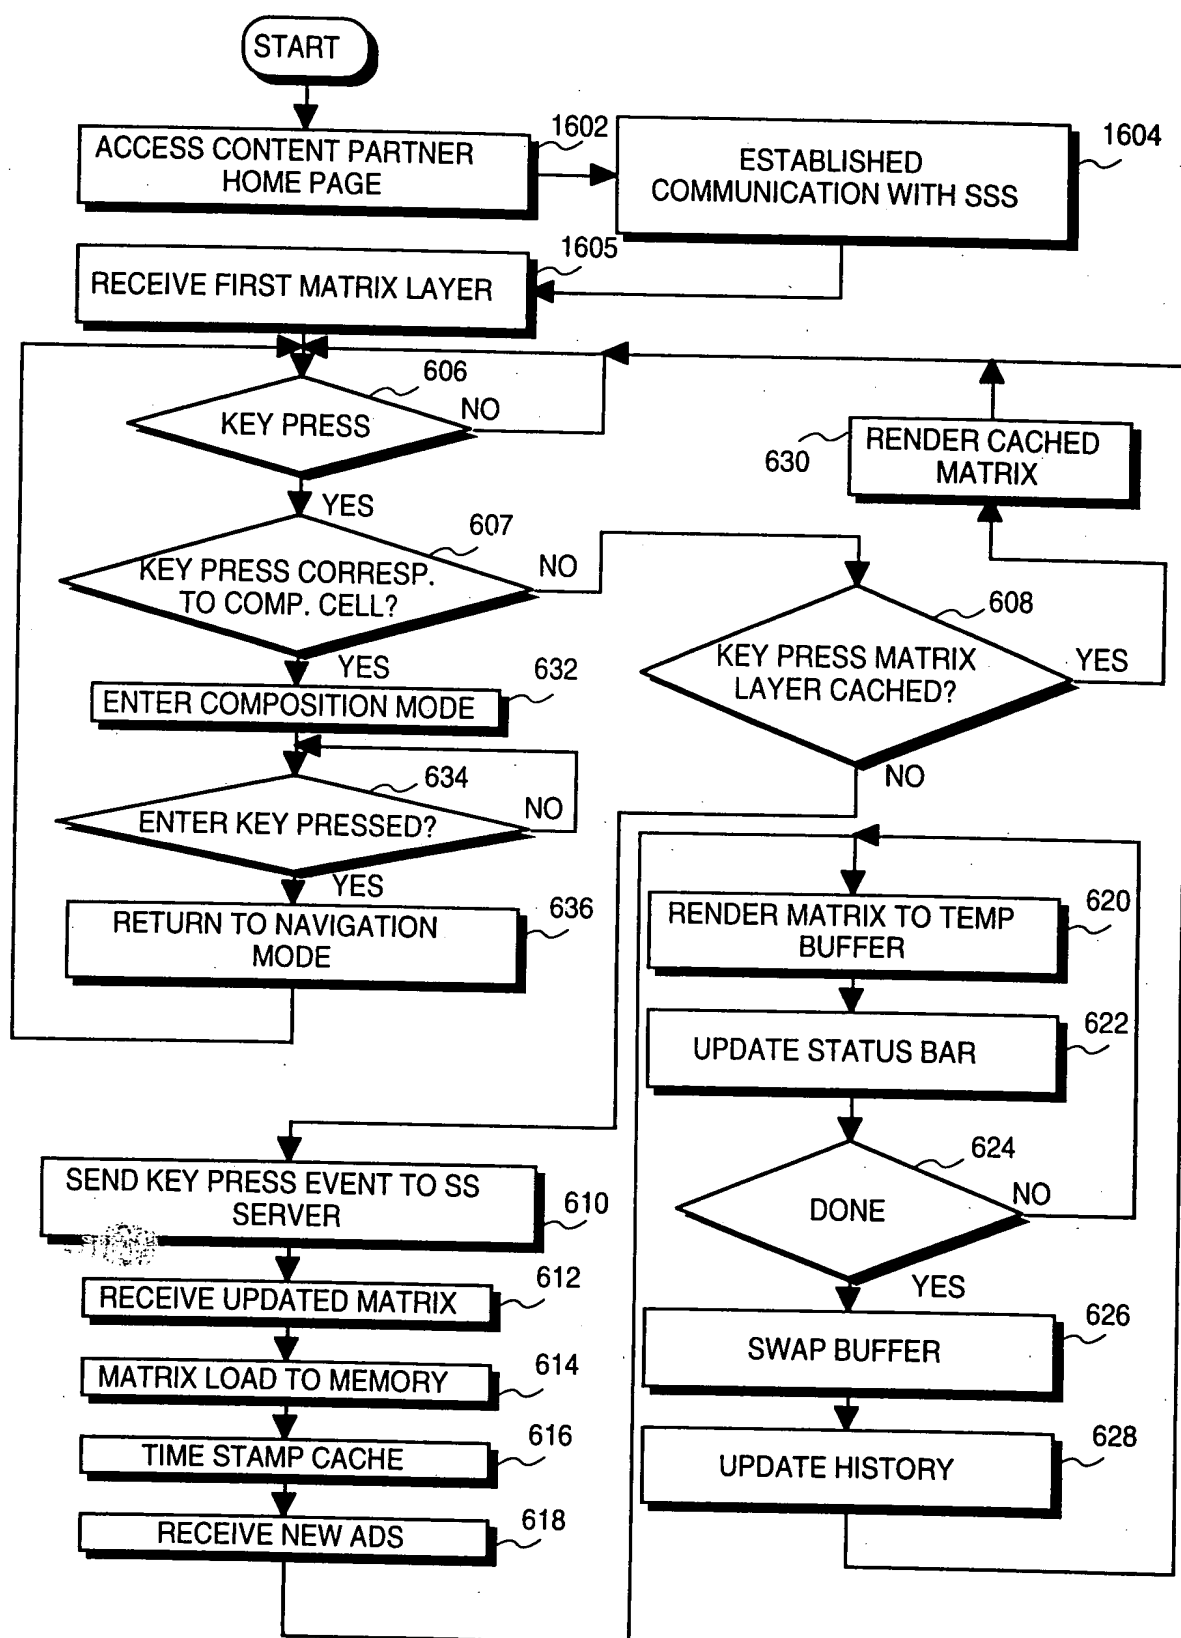 START
1602
ACCESS CONTENT PARTNER
HOME PAGE
1604
ESTABLISHED
COMMUNICATION WITH SSS
1605
RECEIVE FIRST MATRIX LAYER
606
KEY PRESS
NO
YES
630
RENDER CACHED
MATRIX
607
KEY PRESS CORRESP.
TO COMP. CELL?
NO
YES
608
KEY PRESS MATRIX
LAYER CACHED?
YES
NO
632
ENTER COMPOSITION MODE
634
ENTER KEY PRESSED?
NO
YES
636
RETURN TO NAVIGATION
MODE
620
RENDER MATRIX TO TEMP
BUFFER
622
UPDATE STATUS BAR
624
DONE
NO
YES
SEND KEY PRESS EVENT TO SS
SERVER
610
612
RECEIVE UPDATED MATRIX
614
MATRIX LOAD TO MEMORY
616
TIME STAMP CACHE
618
RECEIVE NEW ADS
626
SWAP BUFFER
628
UPDATE HISTORY